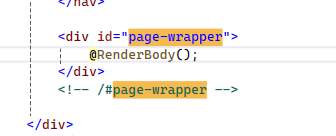 </nav>
<div id="page-wrapper">
@RenderBody();
</div>
<!-- /#page-wrapper -->
</div>